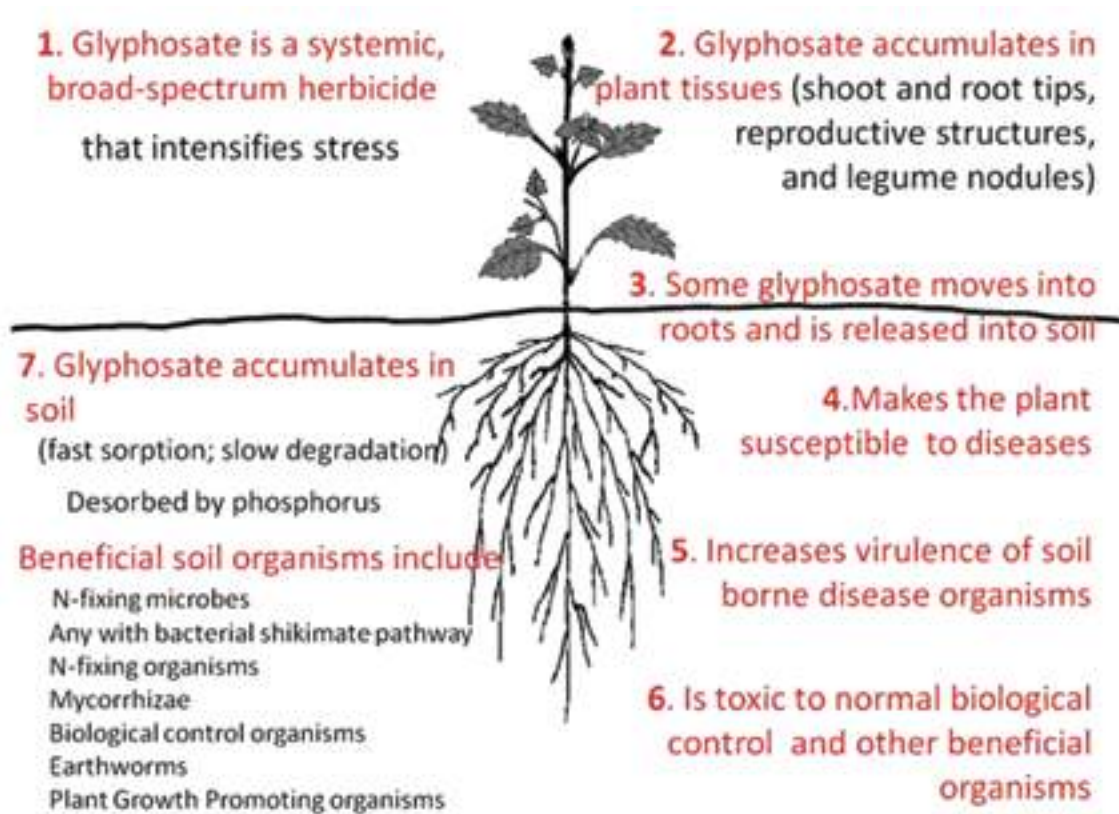 1. Glyphosate is a systemic,
broad-spectrum herbicide
that intensifies stress
2. Glyphosate accumulates in
plant tissues (shoot and root tips,
reproductive structures,
and legume nodules)
3. Some glyphosate moves into
roots and is released into soil
4.Makes the plant
susceptible to diseases
5. Increases virulence of soil
borne disease organisms
6. Is toxic to normal biological
control and other beneficial
organisms
7. Glyphosate accumulates in
soil
(fast sorption; slow degradation)
Desorbed by phosphorus
Beneficial soil organisms include
N-fixing microbes
Any with bacterial shikimate pathway
N-fixing organisms
Mycorrhizae
Biological control organisms
Earthworms
Plant Growth Promoting organisms